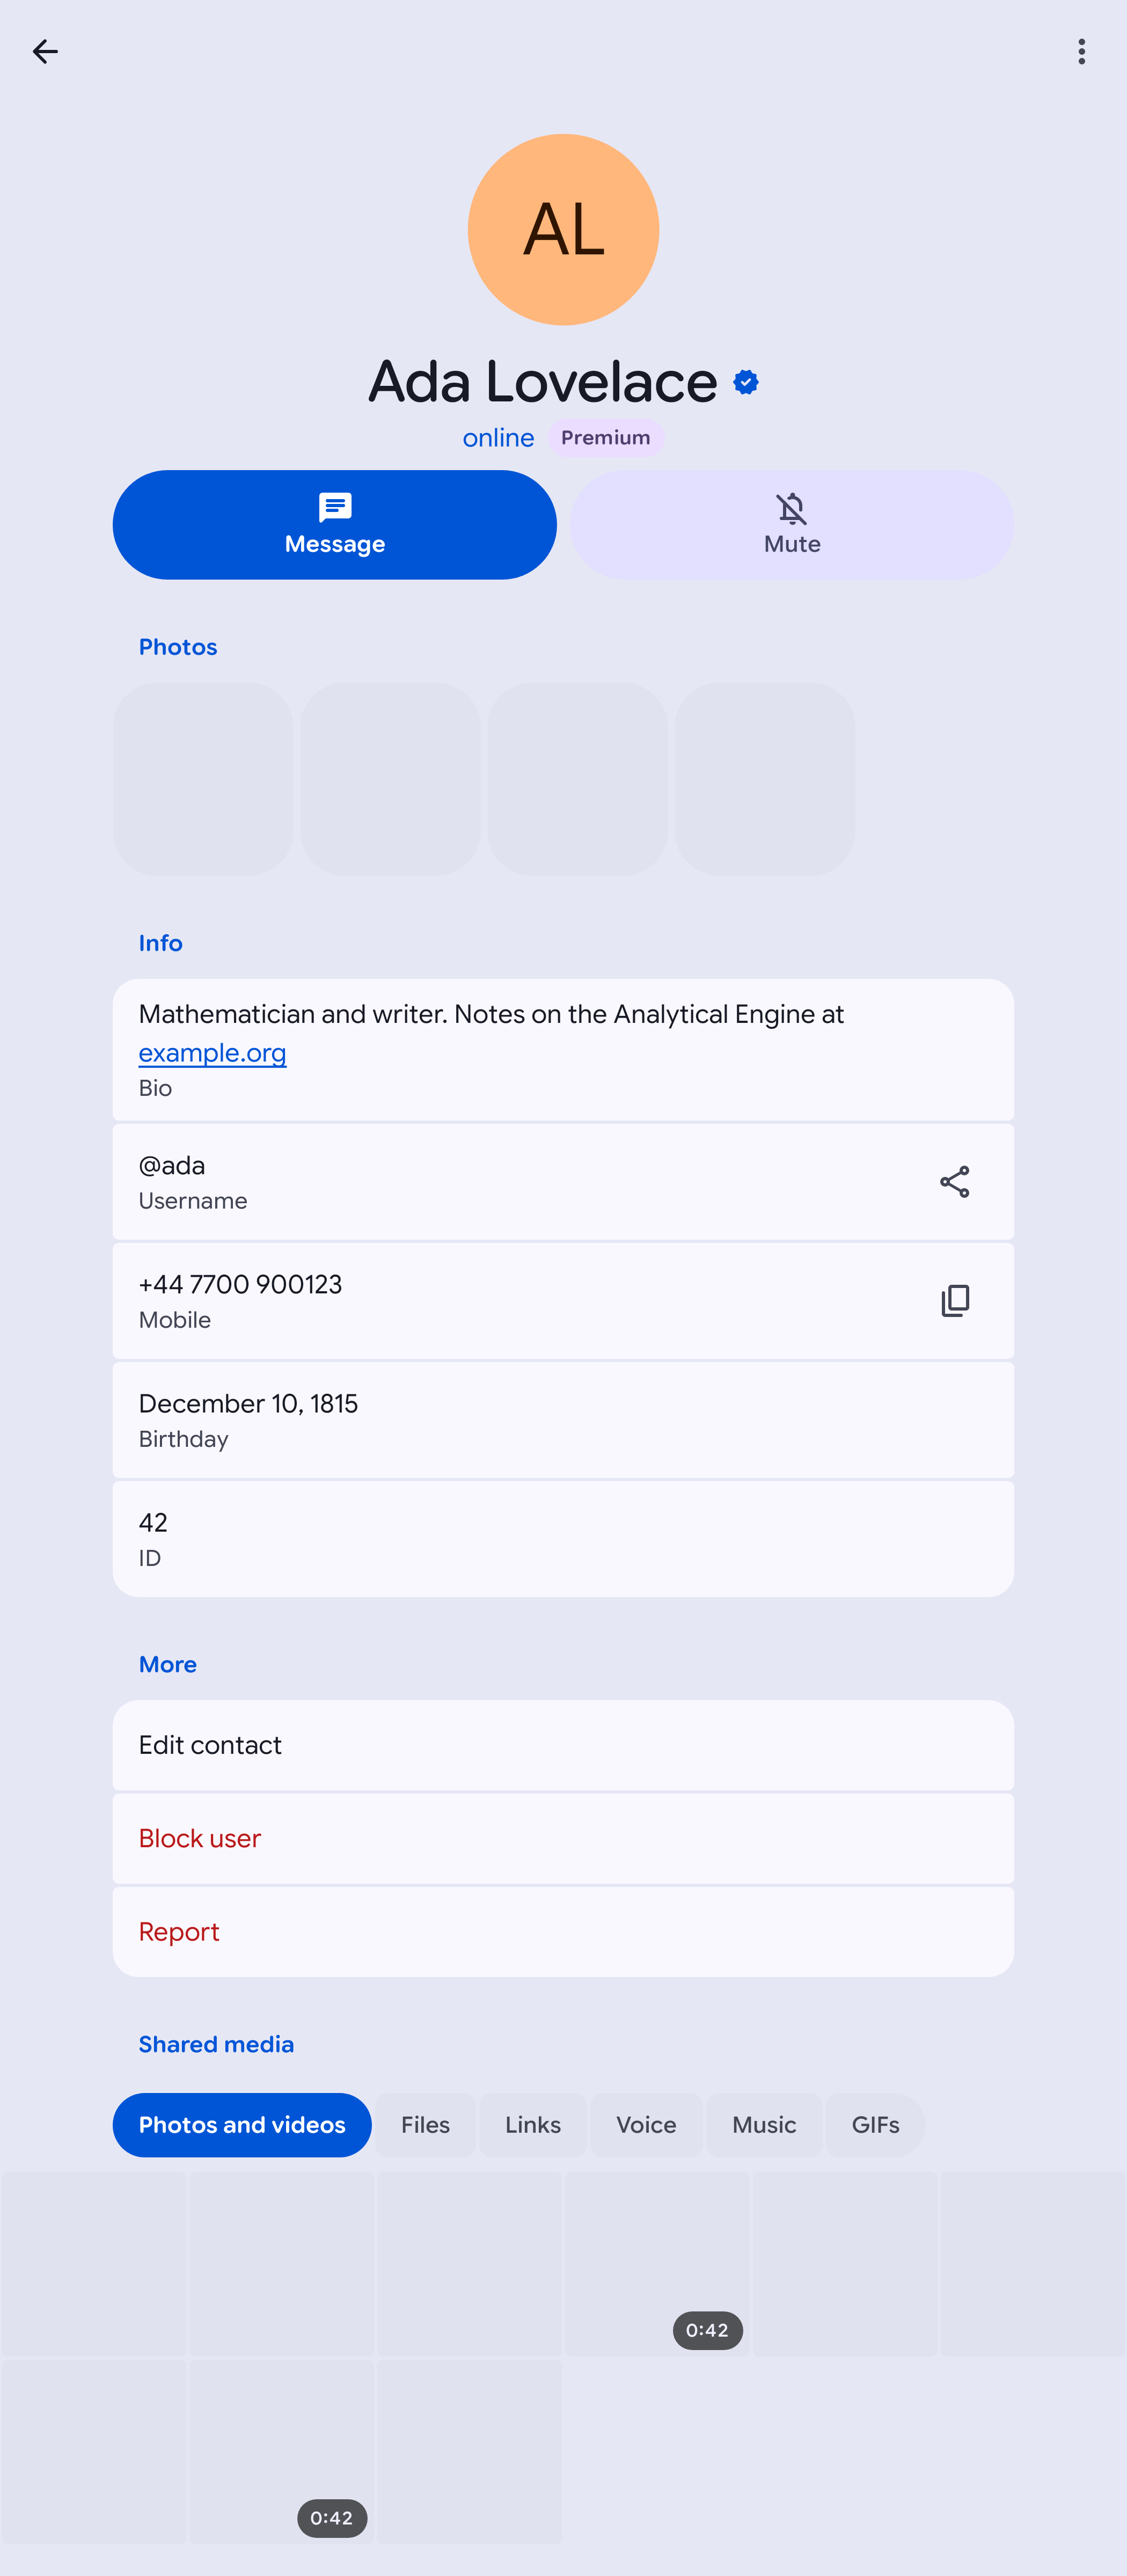 AL
Ada Lovelace
online Premium
Message
Mute
Photos
Info
Mathematician and writer. Notes on the Analytical Engine at
example.org
Bio
@ada
Username
+44 7700 900123
Mobile
December 10, 1815
Birthday
42
ID
More
Edit contact
Block user
Report
Shared media
Photos and videos Files Links Voice Music GIFs
0:42
0:42